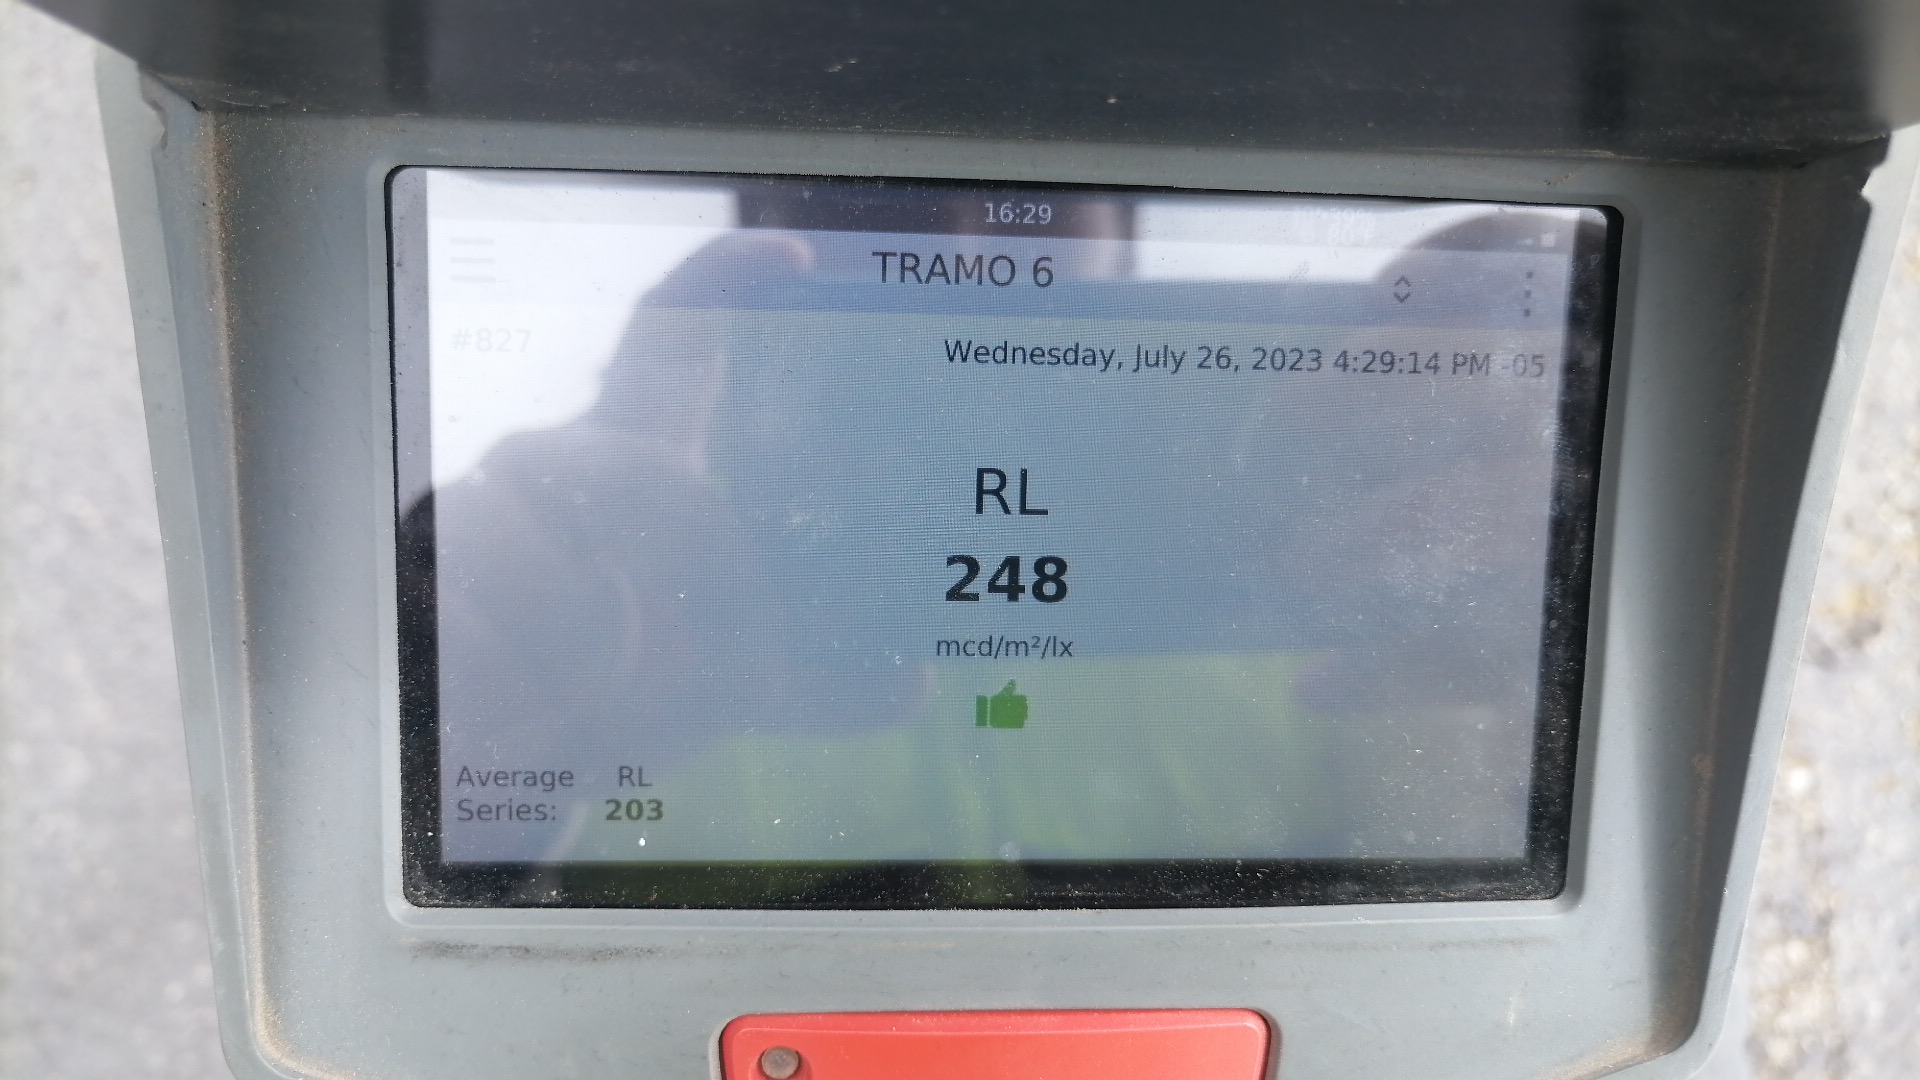 16:29
TRAMO 6
#827
Wednesday, July 26, 2023 4:29:14 PM -05
RL
248
mcd/m²/lx
Average RL
Series: 203